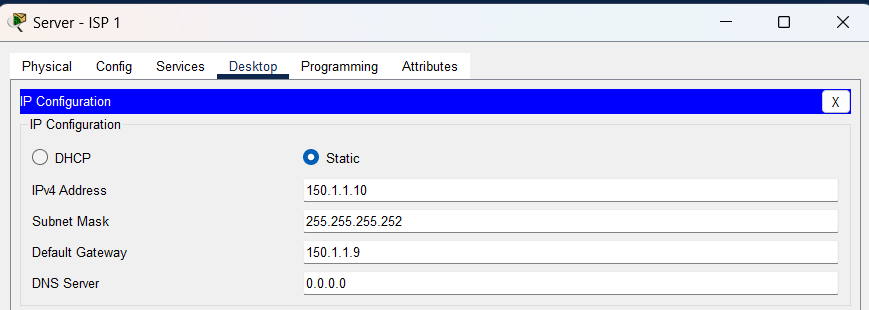 Server - ISP 1
Physical Config Services Desktop Programming Attributes
IP Configuration X
IP Configuration
DHCP Static
IPv4 Address 150.1.1.10
Subnet Mask 255.255.255.252
Default Gateway 150.1.1.9
DNS Server 0.0.0.0